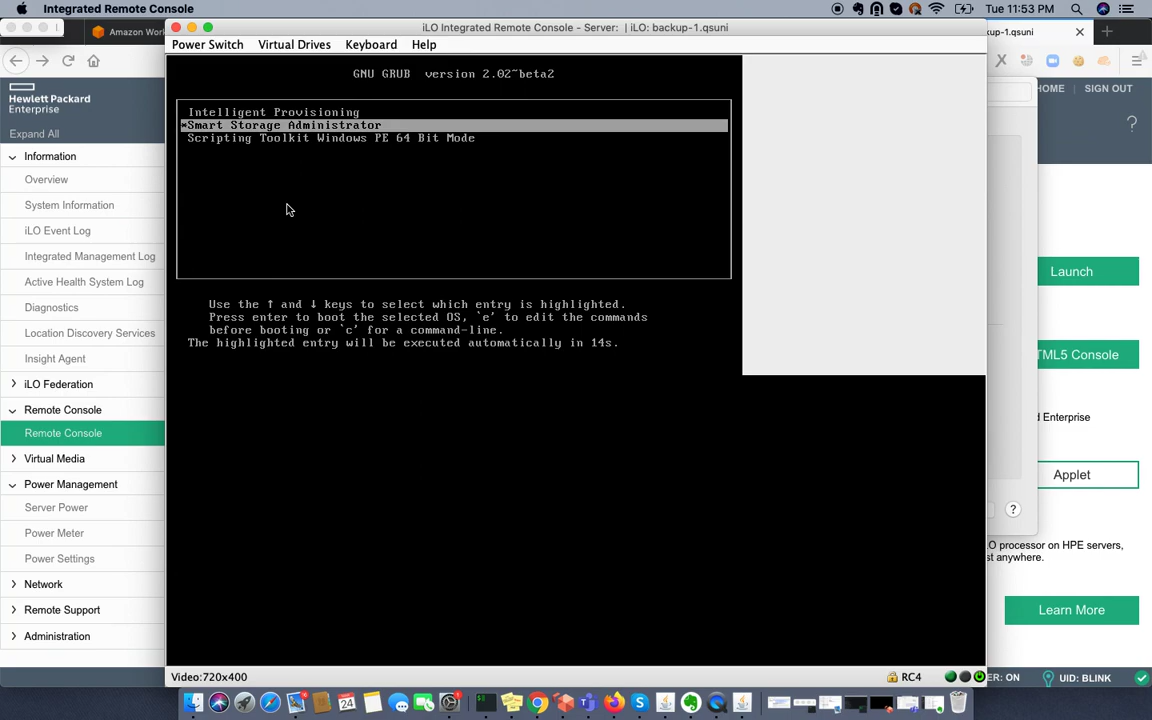 Integrated Remote Console
Tue 11:53 PM
Amazon Work
iLO Integrated Remote Console - Server: | iLO: backup-1.qsuni
kup-1.qsuni
Power Switch Virtual Drives Keyboard Help
Hewlett Packard
Enterprise
HOME SIGN OUT
Expand All
Information
Overview
System Information
iLO Event Log
Integrated Management Log
Active Health System Log
Diagnostics
Location Discovery Services
Insight Agent
iLO Federation
Remote Console
Remote Console
Virtual Media
Power Management
Server Power
Power Meter
Power Settings
Network
Remote Support
Administration
GNU GRUB version 2.02~beta2
Intelligent Provisioning
*Smart Storage Administrator
Scripting Toolkit Windows PE 64 Bit Mode
Use the ↑ and ↓ keys to select which entry is highlighted.
Press enter to boot the selected OS, `e' to edit the commands
before booting or `c' for a command-line.
The highlighted entry will be executed automatically in 14s.
?
Launch
TML5 Console
d Enterprise
Applet
?
O processor on HPE servers,
st anywhere.
Learn More
Video:720x400
RC4
ER: ON
UID: BLINK